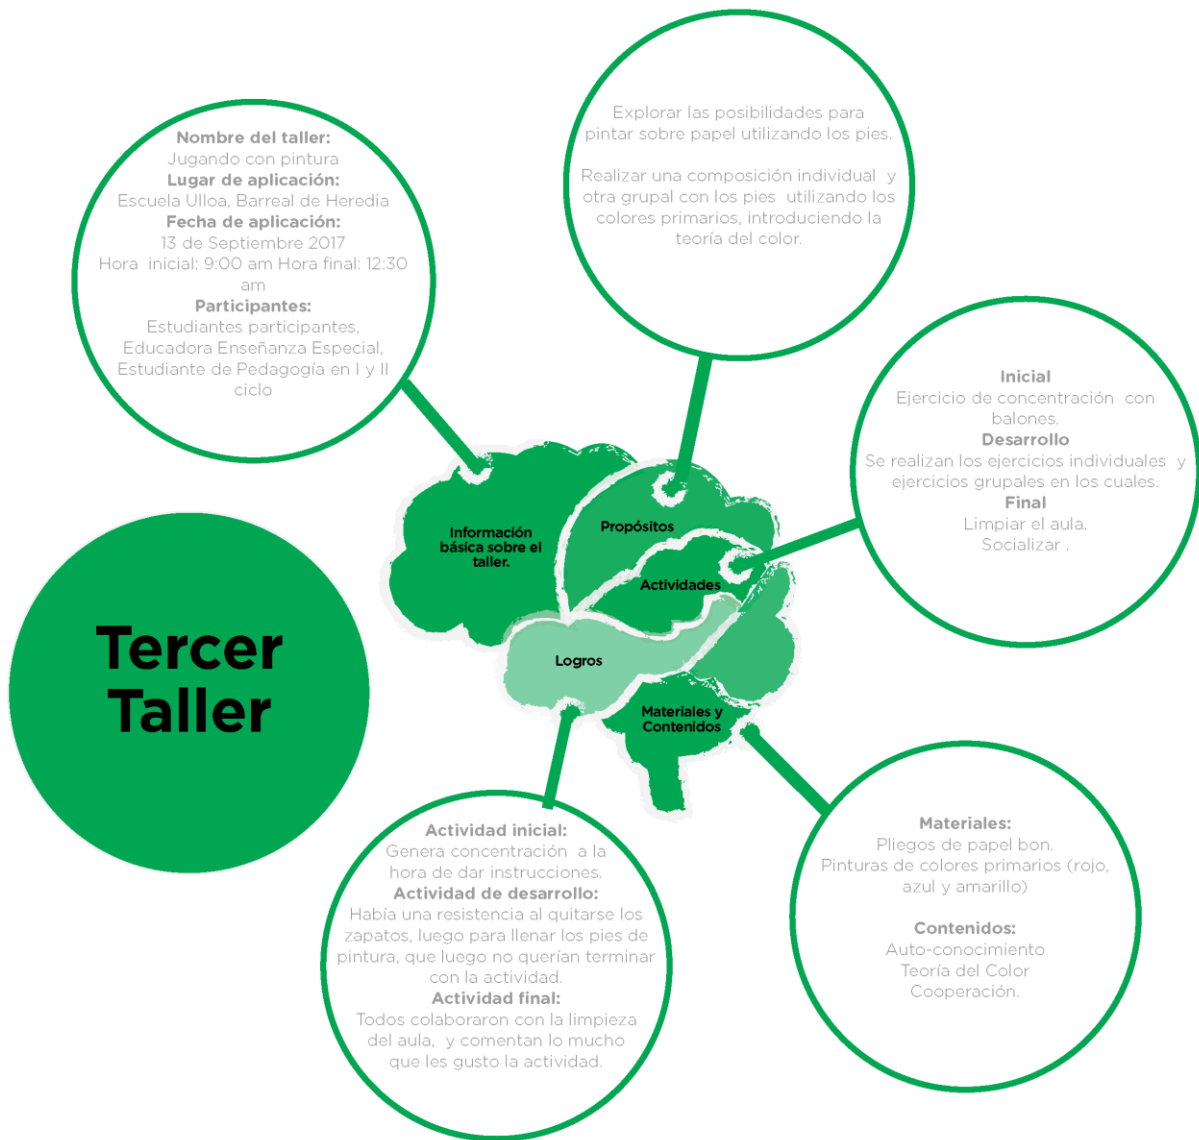 Tercer
Taller
Información
básica sobre el
taller.
Nombre del taller:
Jugando con pintura
Lugar de aplicación:
Escuela Ulloa, Barreal de Heredia
Fecha de aplicación:
13 de Septiembre 2017
Hora inicial: 9:00 am Hora final: 12:30
am
Participantes:
Estudiantes participantes,
Educadora Enseñanza Especial,
Estudiante de Pedagogía en I y II
ciclo
Propósitos
Explorar las posibilidades para
pintar sobre papel utilizando los pies.
Realizar una composición individual y
otra grupal con los pies utilizando los
colores primarios, introduciendo la
teoría del color.
Actividades
Inicial
Ejercicio de concentración con
balones.
Desarrollo
Se realizan los ejercicios individuales y
ejercicios grupales en los cuales.
Final
Limpiar el aula.
Socializar .
Logros
Actividad inicial:
Genera concentración a la
hora de dar instrucciones.
Actividad de desarrollo:
Había una resistencia al quitarse los
zapatos, luego para llenar los pies de
pintura, que luego no querían terminar
con la actividad.
Actividad final:
Todos colaboraron con la limpieza
del aula, y comentan lo mucho
que les gusto la actividad.
Materiales y
Contenidos
Materiales:
Pliegos de papel bon.
Pinturas de colores primarios (rojo,
azul y amarillo)
Contenidos:
Auto-conocimiento
Teoría del Color
Cooperación.